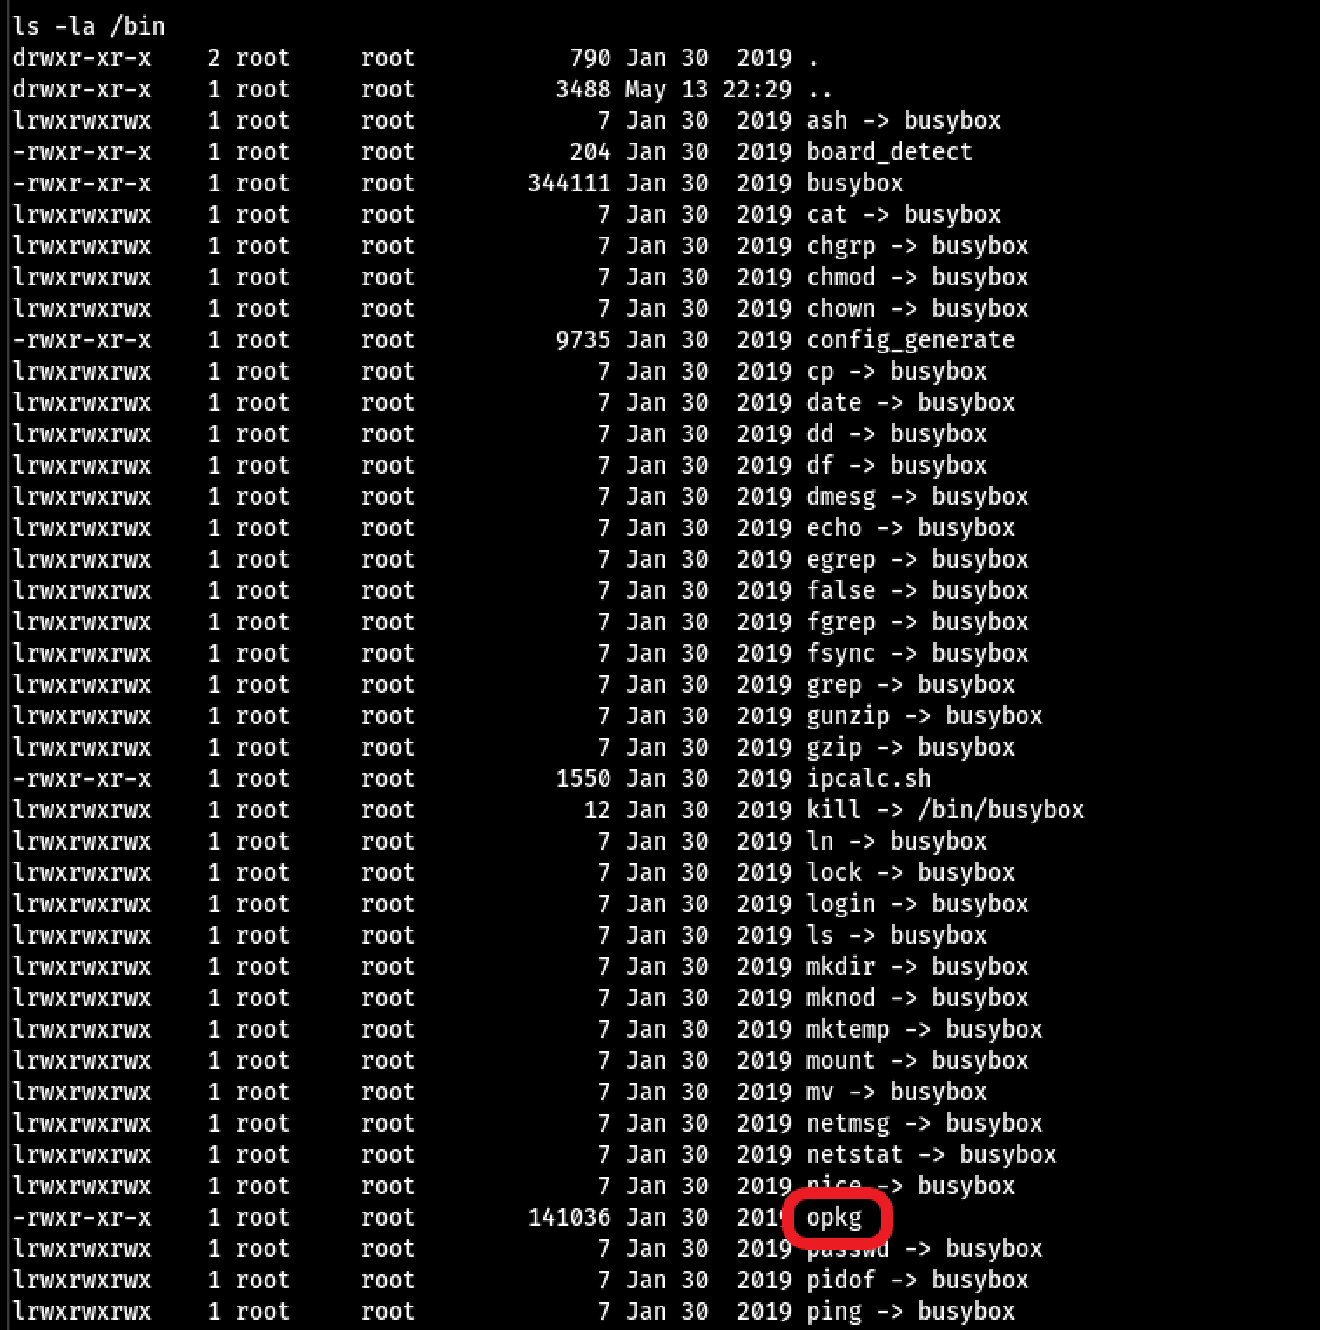 ls -la /bin
drwxr-xr-x    2 root     root           790 Jan 30  2019 .
drwxr-xr-x    1 root     root          3488 May 13 22:29 ..
lrwxrwxrwx    1 root     root             7 Jan 30  2019 ash -> busybox
-rwxr-xr-x    1 root     root           204 Jan 30  2019 board_detect
-rwxr-xr-x    1 root     root        344111 Jan 30  2019 busybox
lrwxrwxrwx    1 root     root             7 Jan 30  2019 cat -> busybox
lrwxrwxrwx    1 root     root             7 Jan 30  2019 chgrp -> busybox
lrwxrwxrwx    1 root     root             7 Jan 30  2019 chmod -> busybox
lrwxrwxrwx    1 root     root             7 Jan 30  2019 chown -> busybox
-rwxr-xr-x    1 root     root          9735 Jan 30  2019 config_generate
lrwxrwxrwx    1 root     root             7 Jan 30  2019 cp -> busybox
lrwxrwxrwx    1 root     root             7 Jan 30  2019 date -> busybox
lrwxrwxrwx    1 root     root             7 Jan 30  2019 dd -> busybox
lrwxrwxrwx    1 root     root             7 Jan 30  2019 df -> busybox
lrwxrwxrwx    1 root     root             7 Jan 30  2019 dmesg -> busybox
lrwxrwxrwx    1 root     root             7 Jan 30  2019 echo -> busybox
lrwxrwxrwx    1 root     root             7 Jan 30  2019 egrep -> busybox
lrwxrwxrwx    1 root     root             7 Jan 30  2019 false -> busybox
lrwxrwxrwx    1 root     root             7 Jan 30  2019 fgrep -> busybox
lrwxrwxrwx    1 root     root             7 Jan 30  2019 fsync -> busybox
lrwxrwxrwx    1 root     root             7 Jan 30  2019 grep -> busybox
lrwxrwxrwx    1 root     root             7 Jan 30  2019 gunzip -> busybox
lrwxrwxrwx    1 root     root             7 Jan 30  2019 gzip -> busybox
-rwxr-xr-x    1 root     root          1550 Jan 30  2019 ipcalc.sh
lrwxrwxrwx    1 root     root            12 Jan 30  2019 kill -> /bin/busybox
lrwxrwxrwx    1 root     root             7 Jan 30  2019 ln -> busybox
lrwxrwxrwx    1 root     root             7 Jan 30  2019 lock -> busybox
lrwxrwxrwx    1 root     root             7 Jan 30  2019 login -> busybox
lrwxrwxrwx    1 root     root             7 Jan 30  2019 ls -> busybox
lrwxrwxrwx    1 root     root             7 Jan 30  2019 mkdir -> busybox
lrwxrwxrwx    1 root     root             7 Jan 30  2019 mknod -> busybox
lrwxrwxrwx    1 root     root             7 Jan 30  2019 mktemp -> busybox
lrwxrwxrwx    1 root     root             7 Jan 30  2019 mount -> busybox
lrwxrwxrwx    1 root     root             7 Jan 30  2019 mv -> busybox
lrwxrwxrwx    1 root     root             7 Jan 30  2019 netmsg -> busybox
lrwxrwxrwx    1 root     root             7 Jan 30  2019 netstat -> busybox
lrwxrwxrwx    1 root     root             7 Jan 30  2019 nice -> busybox
-rwxr-xr-x    1 root     root        141036 Jan 30  2019 opkg
lrwxrwxrwx    1 root     root             7 Jan 30  2019 passwd -> busybox
lrwxrwxrwx    1 root     root             7 Jan 30  2019 pidof -> busybox
lrwxrwxrwx    1 root     root             7 Jan 30  2019 ping -> busybox